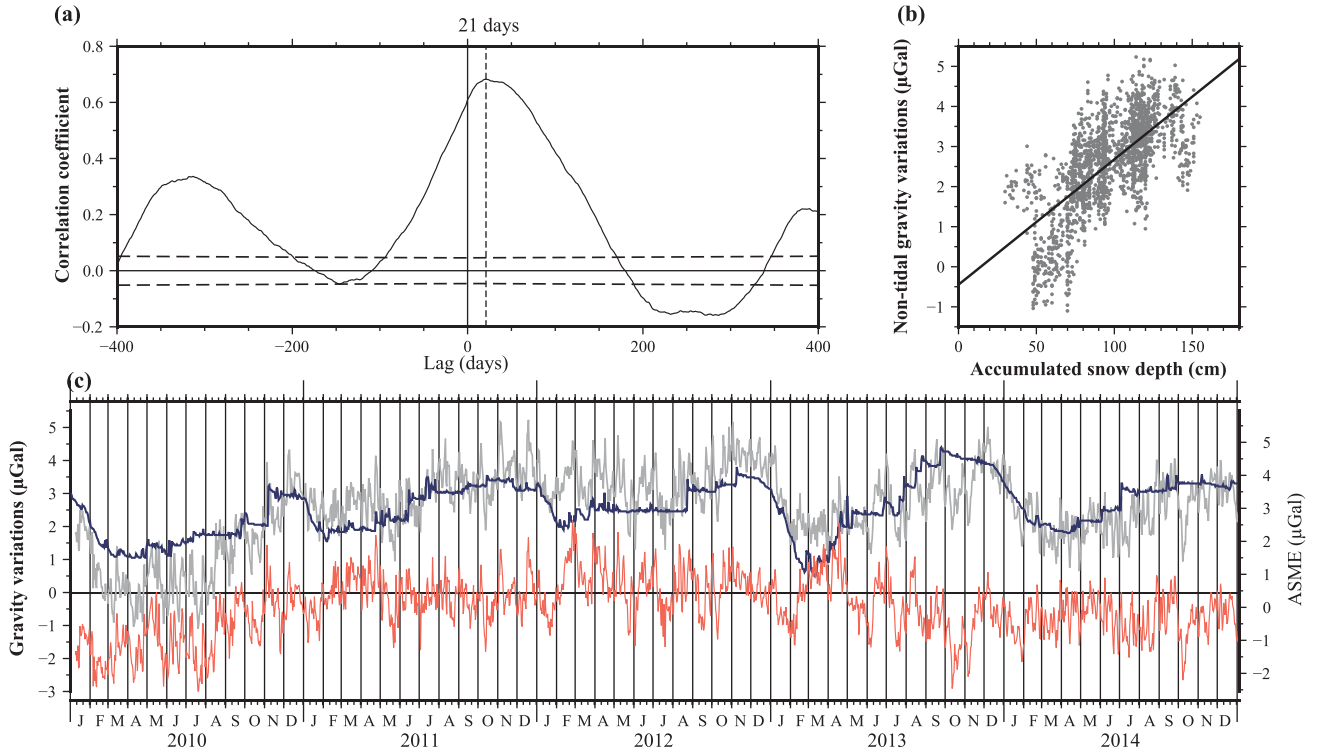 (a)
21 days
0.8
0.6
0.4
0.2
0.0
−0.2
Correlation coefficient
−400 −200 0 200 400
Lag (days)
(b)
Non-tidal gravity variations (µGal)
5
4
3
2
1
0
−1
0 50 100 150
Accumulated snow depth (cm)
(c)
Gravity variations (µGal)
5
4
3
2
1
0
−1
−2
−3
5
4
3
2
1
0
−1
−2
ASME (µGal)
J F M A M J J A S O N D J F M A M J J A S O N D J F M A M J J A S O N D J F M A M J J A S O N D J F M A M J J A S O N D
2010 2011 2012 2013 2014